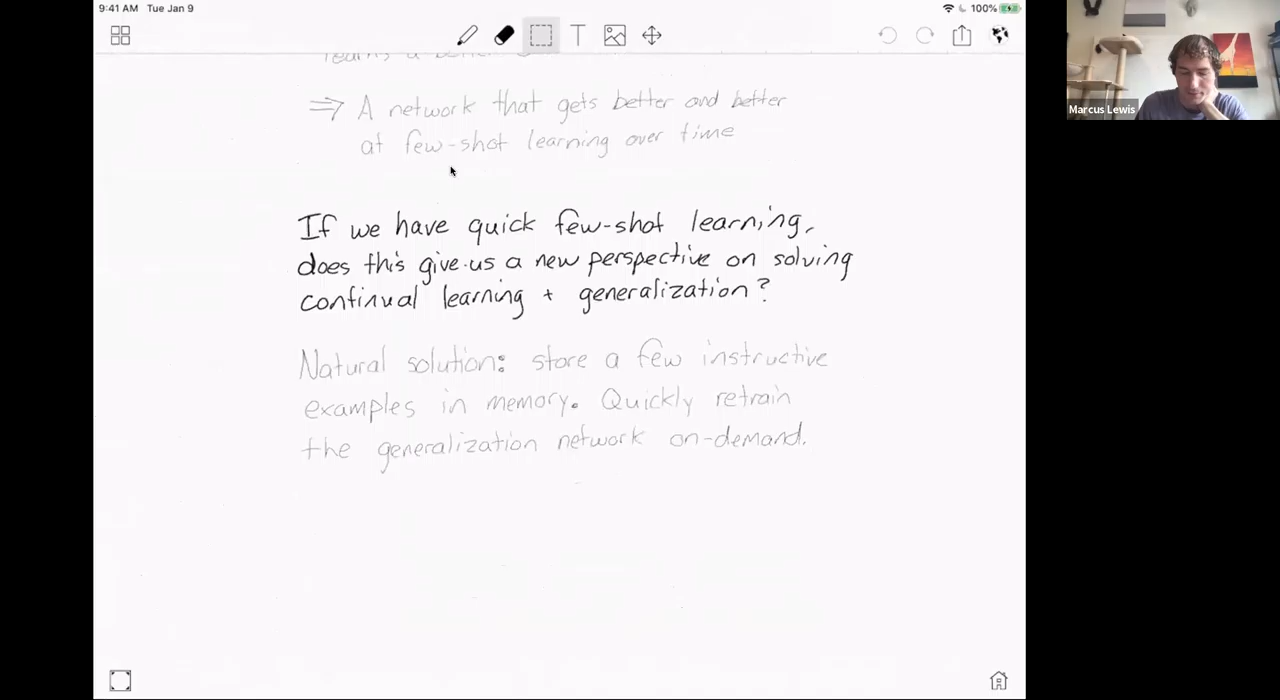 9:41 AM Tue Jan 9
100%
T
Marcus Lewis
⇒ A network that gets better and better
at few-shot learning over time
If we have quick few-shot learning,
does this give us a new perspective on solving
continual learning + generalization?
Natural solution: store a few instructive
examples in memory. Quickly retrain
the generalization network on-demand.